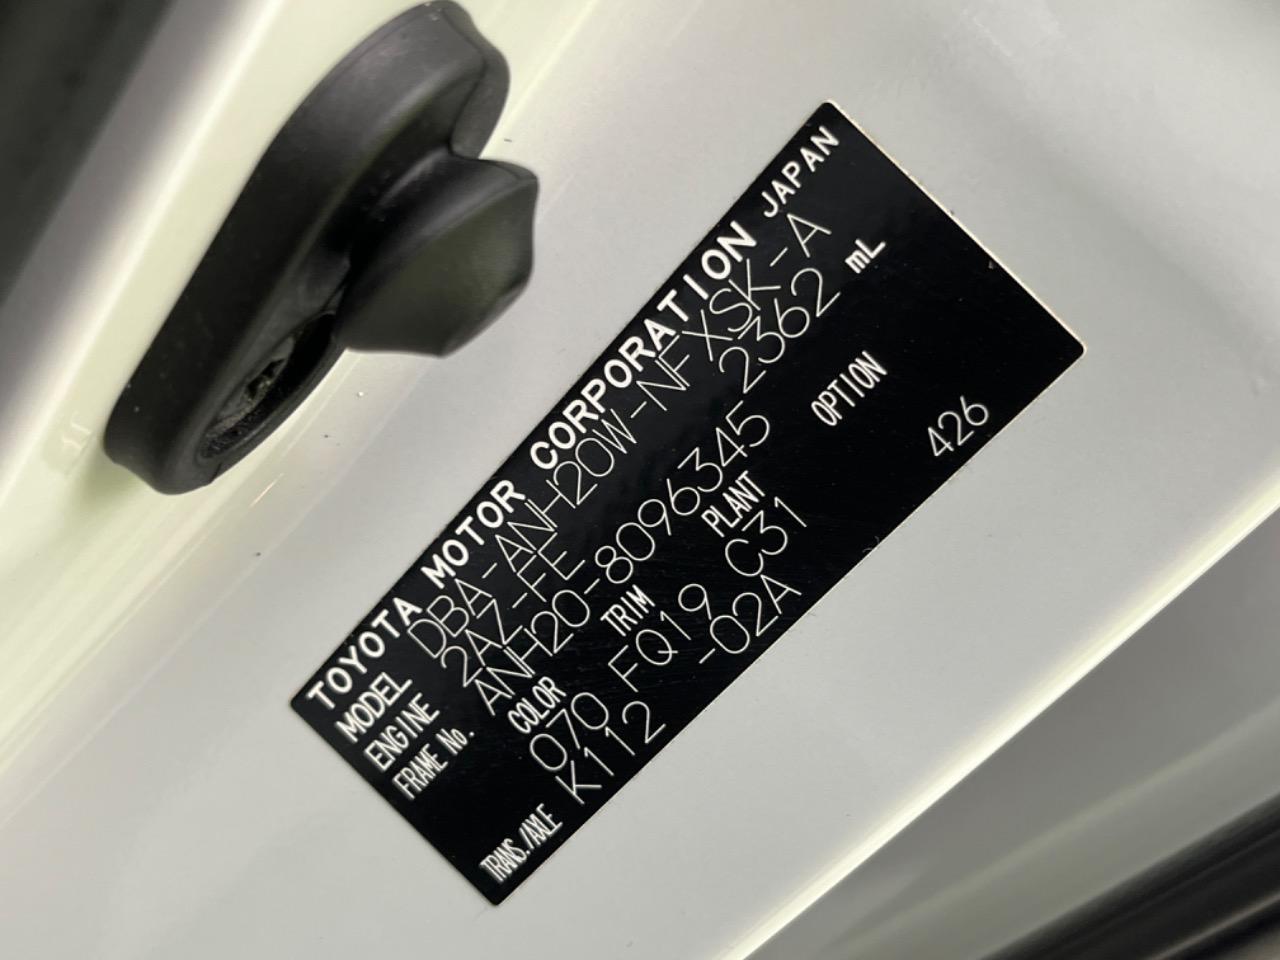 TOYOTA MOTOR CORPORATION JAPAN
MODEL DBA-ANH20W-NFXSK-A
ENGINE 2AZ-FE 2362 mL
FRAME No. ANH20-8096345
COLOR TRIM PLANT OPTION
070 FQ19 C31
TRANS./AXLE K112 -02A 426